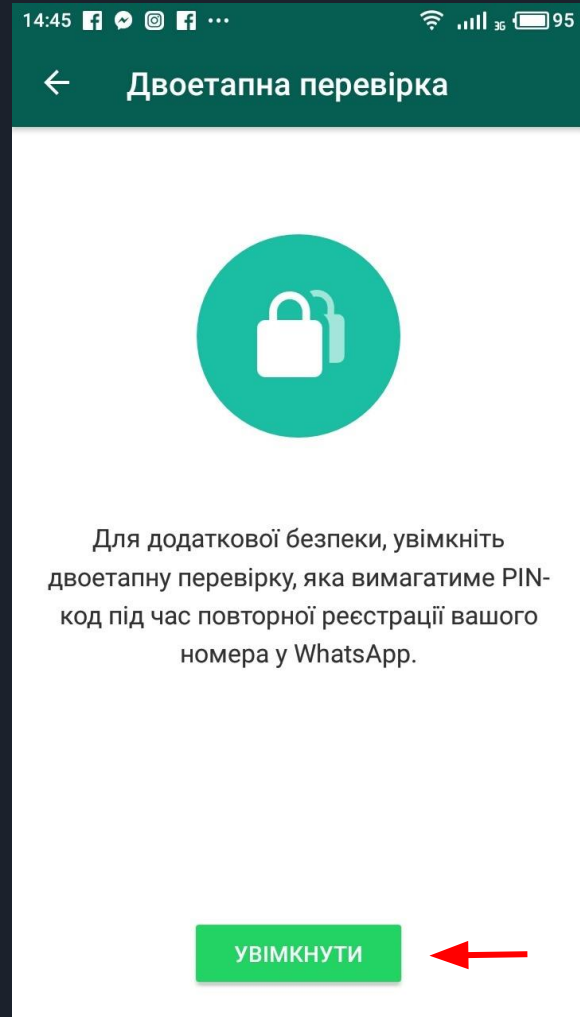 14:45 ... 3G 95
Двоетапна перевірка
Для додаткової безпеки, увімкніть
двоетапну перевірку, яка вимагатиме PIN-
код під час повторної реєстрації вашого
номера у WhatsApp.
УВІМКНУТИ